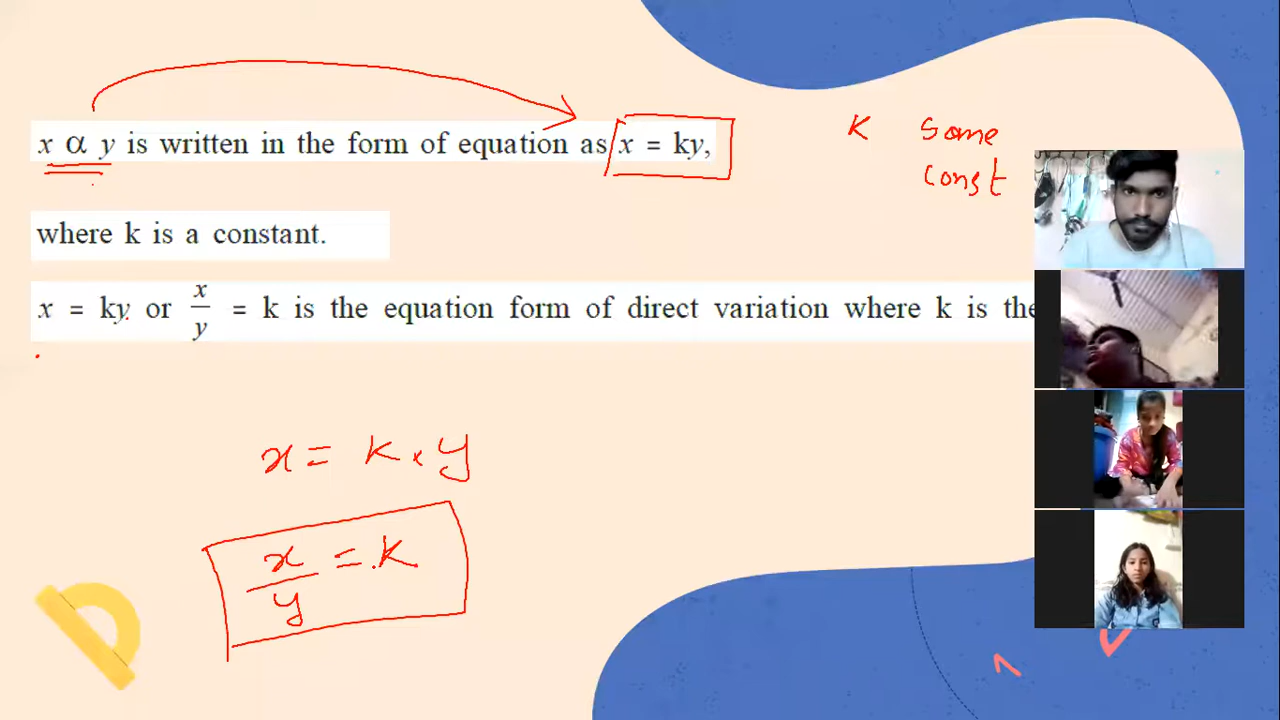 x α y is written in the form of equation as x = ky,
K some
const
where k is a constant.
x = ky or x/y = k is the equation form of direct variation where k is the
x = K × y
x/y = K